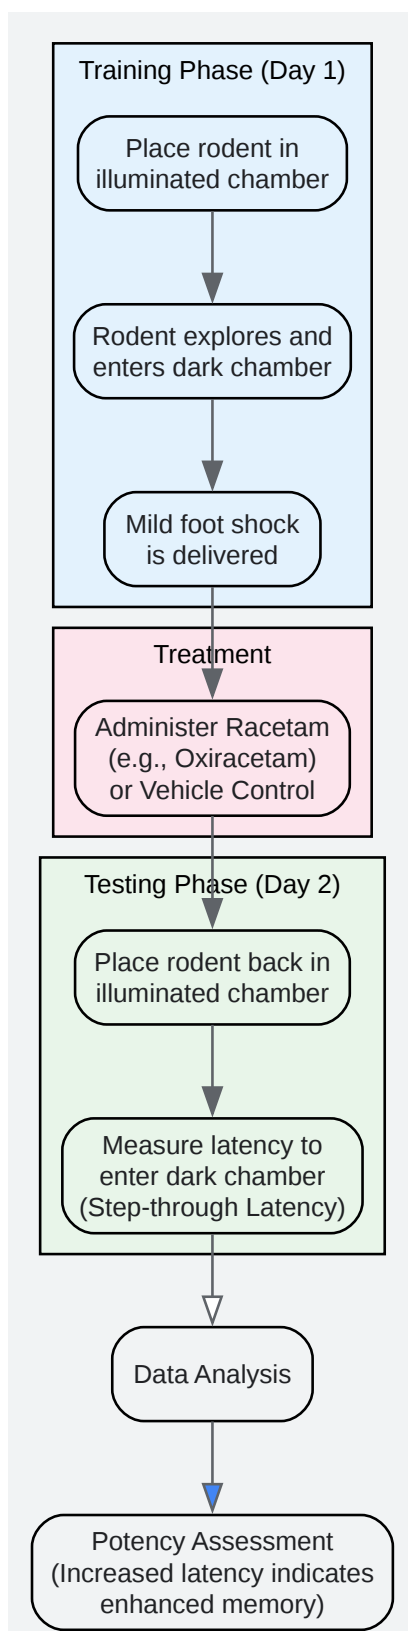 Training Phase (Day 1)
Place rodent in
illuminated chamber
Rodent explores and
enters dark chamber
Mild foot shock
is delivered
Treatment
Administer Racetam
(e.g., Oxiracetam)
or Vehicle Control
Testing Phase (Day 2)
Place rodent back in
illuminated chamber
Measure latency to
enter dark chamber
(Step-through Latency)
Data Analysis
Potency Assessment
(Increased latency indicates
enhanced memory)